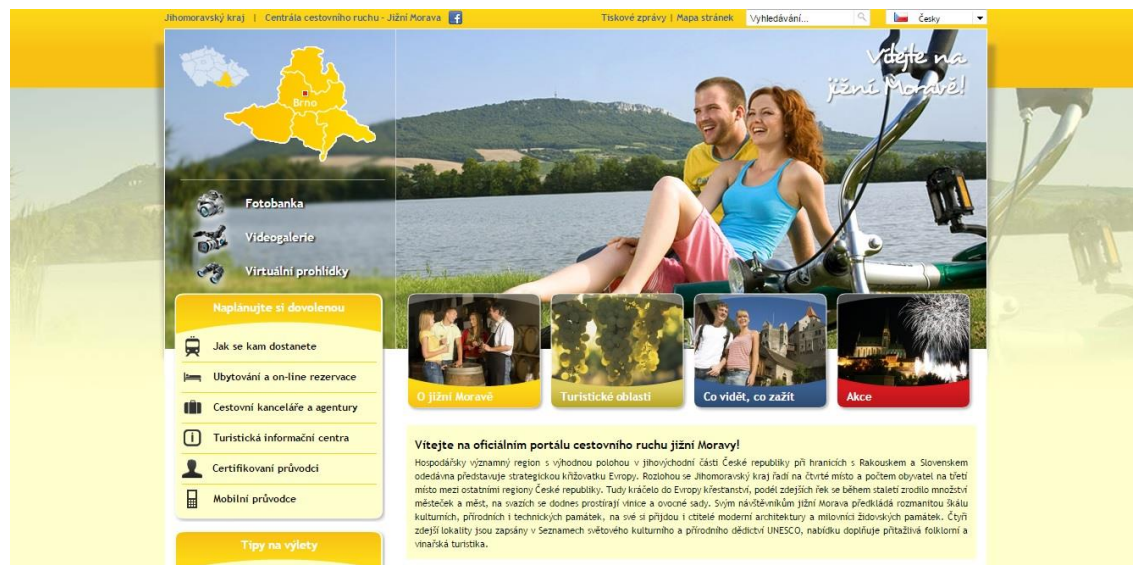 Jihomoravský kraj | Centrála cestovního ruchu - Jižní Morava f
Tiskové zprávy | Mapa stránek
Vyhledávání...
Česky
Vítejte na
jižní Moravě!
Brno
Fotobanka
Videogalerie
Virtuální prohlídky
Naplánujte si dovolenou
Jak se kam dostanete
Ubytování a on-line rezervace
Cestovní kanceláře a agentury
Turistická informační centra
Certifikovaní průvodci
Mobilní průvodce
Tipy na výlety
O jižní Moravě
Turistické oblasti
Co vidět, co zažít
Akce
Vítejte na oficiálním portálu cestovního ruchu jižní Moravy!
Hospodářsky významný region s výhodnou polohou v jihovýchodní části České republiky při hranicích s Rakouskem a Slovenskem
odedávna představuje strategickou křižovatku Evropy. Rozlohou se Jihomoravský kraj řadí na čtvrté místo a počtem obyvatel na třetí
místo mezi ostatními regiony České republiky. Tudy kráčelo do Evropy křesťanství, podél zdejších řek se během staletí zrodilo množství
městeček a měst, na svazích se dodnes prostírají vinice a ovocné sady. Svým návštěvníkům jižní Morava předkládá rozmanitou škálu
kulturních, přírodních i technických památek, na své si přijdou i ctitelé moderní architektury a milovníci židovských památek. Čtyři
zdejší lokality jsou zapsány v Seznamech světového kulturního a přírodního dědictví UNESCO, nabídku doplňuje přitažlivá folklorní a
vinařská turistika.